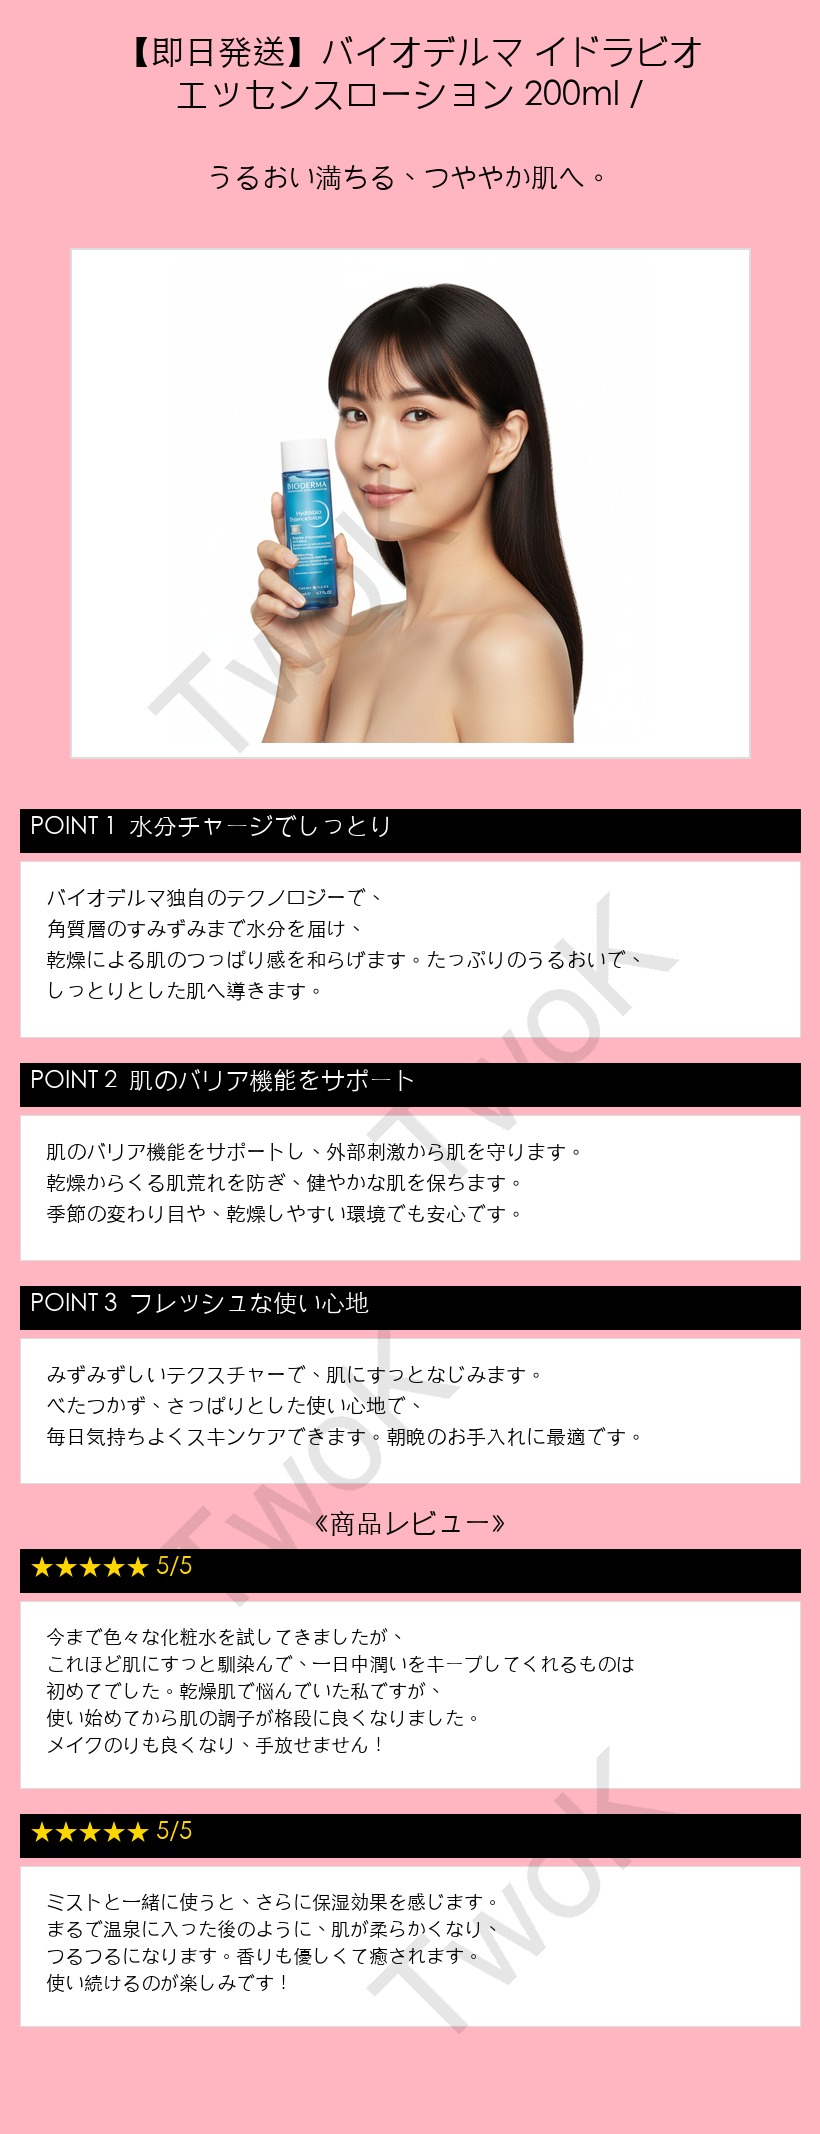 【即日発送】バイオデルマ イドラビオ
エッセンスローション 200ml /
うるおい満ちる、つややか肌へ。
BIODERMA
Hydrabio
Essence lotion
TwoK
POINT 1 水分チャージでしっとり
バイオデルマ独自のテクノロジーで、
角質層のすみずみまで水分を届け、
乾燥による肌のつっぱり感を和らげます。たっぷりのうるおいで、
しっとりとした肌へ導きます。
TwoK
POINT 2 肌のバリア機能をサポート
肌のバリア機能をサポートし、外部刺激から肌を守ります。
乾燥からくる肌荒れを防ぎ、健やかな肌を保ちます。
季節の変わり目や、乾燥しやすい環境でも安心です。
POINT 3 フレッシュな使い心地
みずみずしいテクスチャーで、肌にすっとなじみます。
べたつかず、さっぱりとした使い心地で、
毎日気持ちよくスキンケアできます。朝晩のお手入れに最適です。
TwoK
《商品レビュー》
★★★★★ 5/5
今まで色々な化粧水を試してきましたが、
これほど肌にすっと馴染んで、一日中潤いをキープしてくれるものは
初めてでした。乾燥肌で悩んでいた私ですが、
使い始めてから肌の調子が格段に良くなりました。
メイクのりも良くなり、手放せません！
★★★★★ 5/5
ミストと一緒に使うと、さらに保湿効果を感じます。
まるで温泉に入った後のように、肌が柔らかくなり、
つるつるになります。香りも優しくて癒されます。
使い続けるのが楽しみです！
TwoK